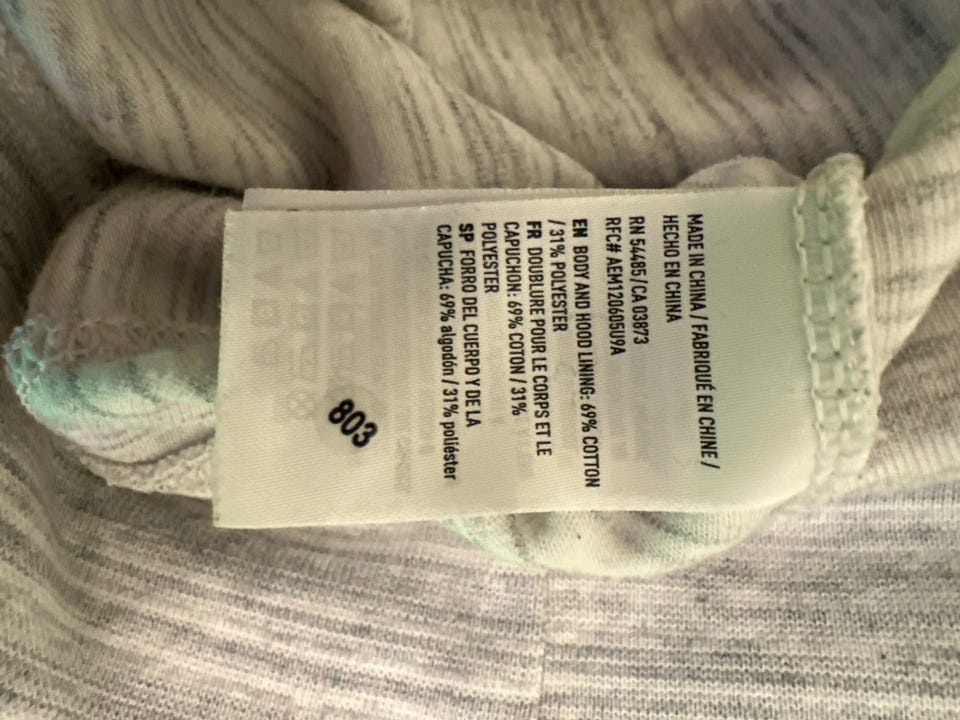 MADE IN CHINA / FABRIQUÉ EN CHINE /
HECHO EN CHINA
RN 54485 / CA 03873
RFC# AEM120605U9A
EN BODY AND HOOD LINING: 69% COTTON
/ 31% POLYESTER
FR DOUBLURE POUR LE CORPS ET LE
CAPUCHON: 69% COTON / 31%
POLYESTER
SP FORRO DEL CUERPO Y DE LA
CAPUCHA: 69% algodón / 31% poliéster
803